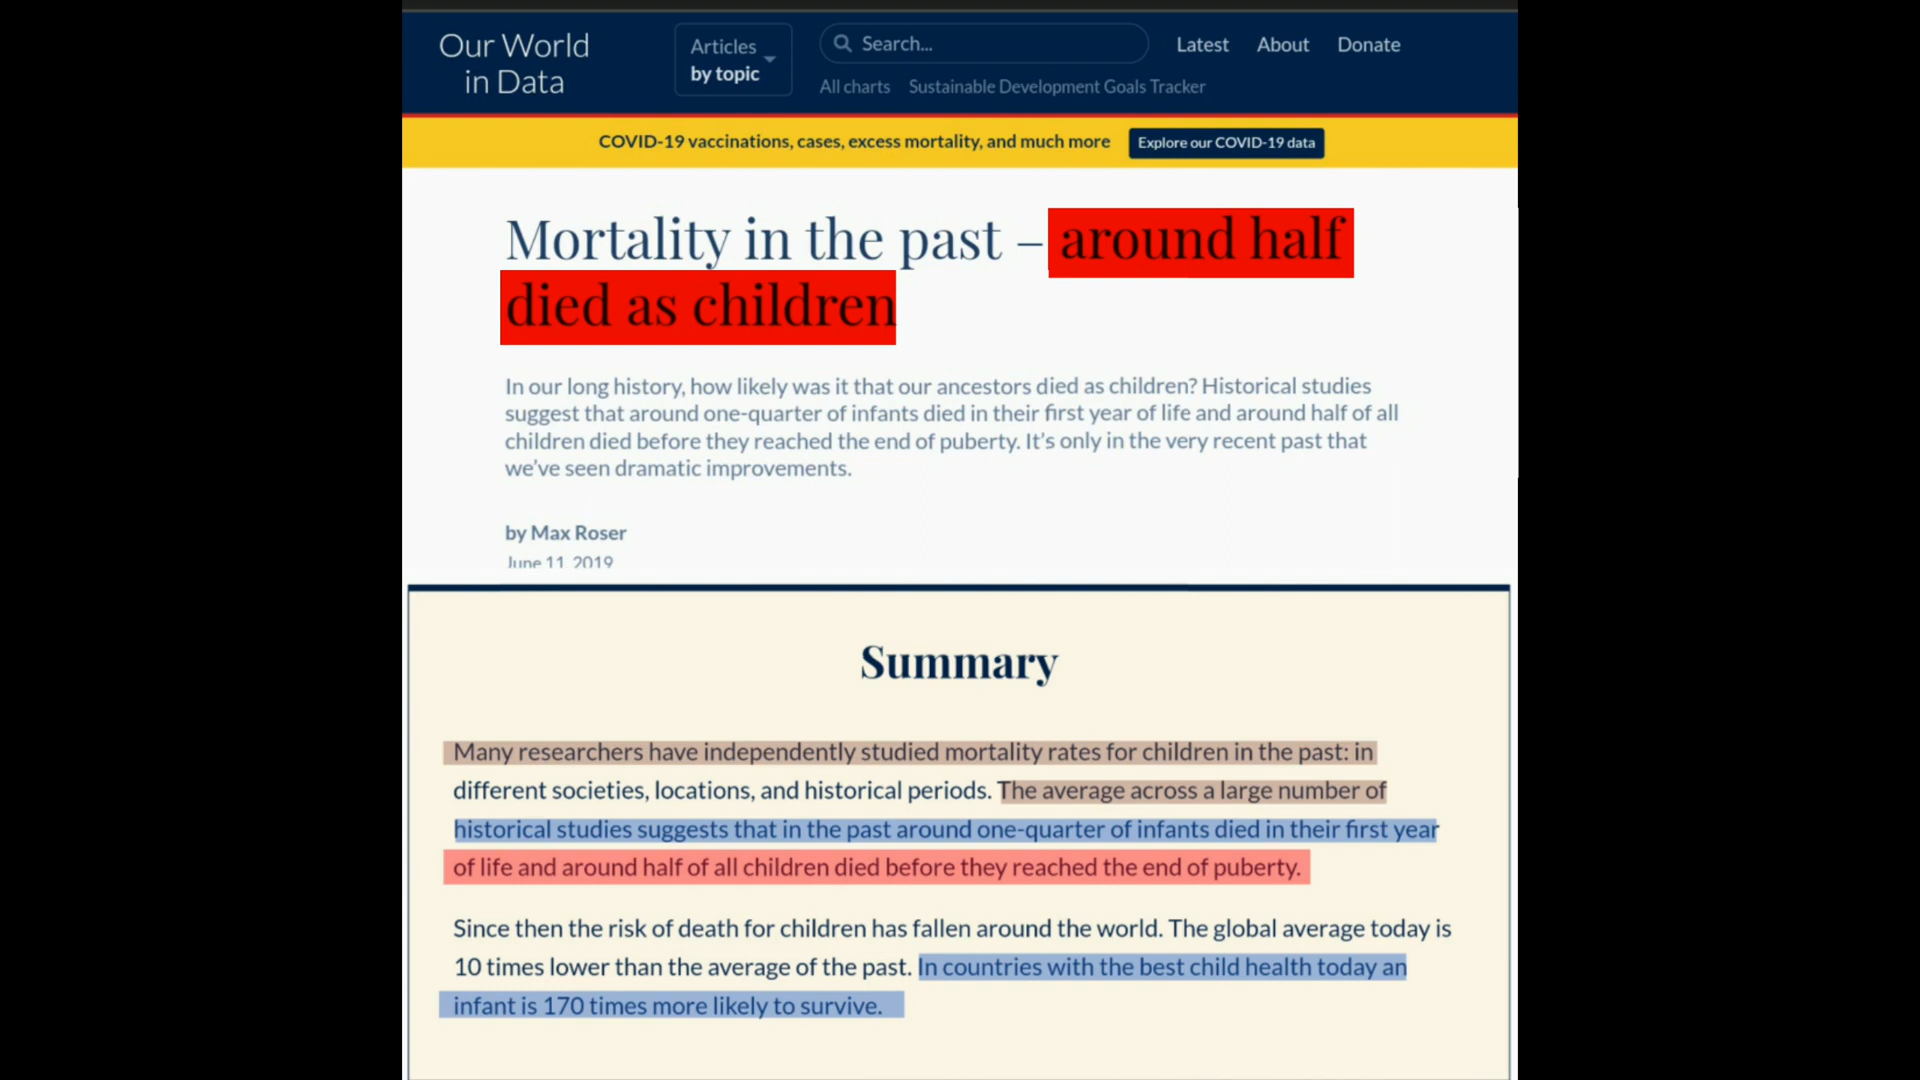 Our World
in Data
Articles
by topic
Search...
Latest
About
Donate
All charts
Sustainable Development Goals Tracker
COVID-19 vaccinations, cases, excess mortality, and much more
Explore our COVID-19 data
Mortality in the past – around half
died as children
In our long history, how likely was it that our ancestors died as children? Historical studies
suggest that around one-quarter of infants died in their first year of life and around half of all
children died before they reached the end of puberty. It's only in the very recent past that
we've seen dramatic improvements.
by Max Roser
June 11, 2019
Summary
Many researchers have independently studied mortality rates for children in the past: in
different societies, locations, and historical periods. The average across a large number of
historical studies suggests that in the past around one-quarter of infants died in their first year
of life and around half of all children died before they reached the end of puberty.
Since then the risk of death for children has fallen around the world. The global average today is
10 times lower than the average of the past. In countries with the best child health today an
infant is 170 times more likely to survive.